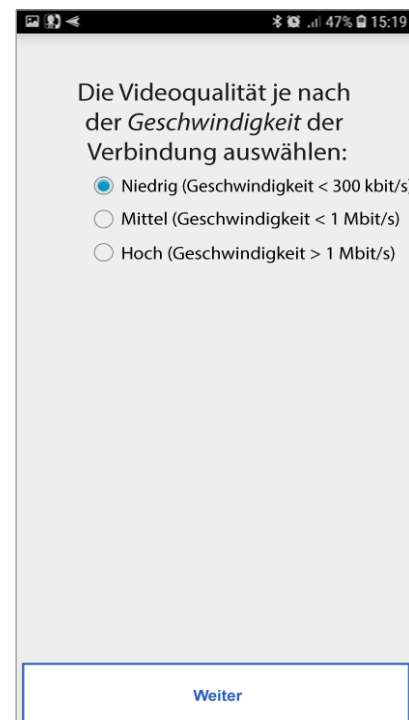 47% 15:19
Die Videoqualität je nach
der Geschwindigkeit der
Verbindung auswählen:
Niedrig (Geschwindigkeit < 300 kbit/s)
Mittel (Geschwindigkeit < 1 Mbit/s)
Hoch (Geschwindigkeit > 1 Mbit/s)
Weiter